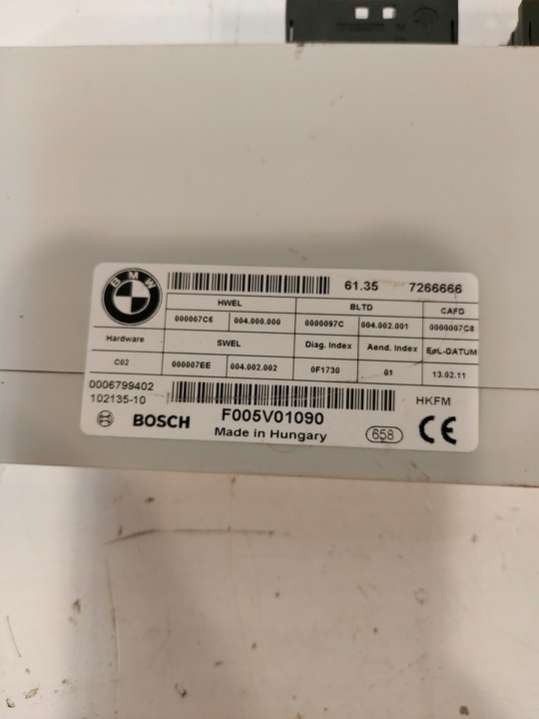 BMW
61.35 7266666
HWEL BLTD CAFD
000007C6 004.000.000 0000097C 004.002.001 0000007C8
Hardware SWEL Diag. Index Aend. Index EpL-DATUM
C02 000007EE 004.002.002 0F1730 01 13.02.11
0006799402
102135-10 HKFM
BOSCH F005V01090
Made in Hungary 658 CE